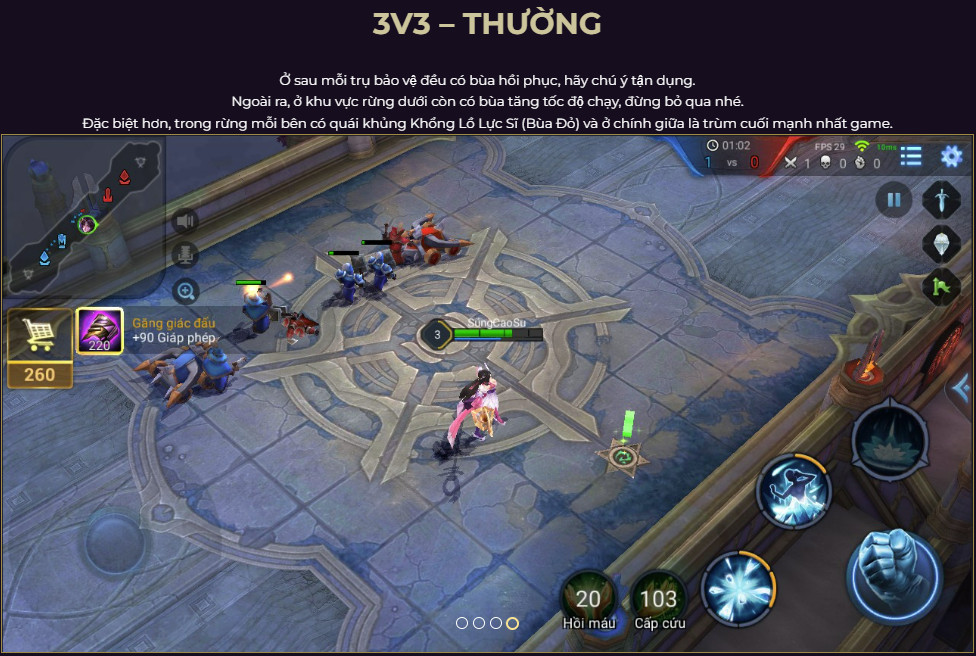 3V3 – THƯỜNG
Ở sau mỗi trụ bảo vệ đều có bùa hồi phục, hãy chú ý tận dụng.
Ngoài ra, ở khu vực rừng dưới còn có bùa tăng tốc độ chạy, đừng bỏ qua nhé.
Đặc biệt hơn, trong rừng mỗi bên có quái khủng Khổng Lồ Lực Sĩ (Bùa Đỏ) và ở chính giữa là trùm cuối mạnh nhất game.
01:02 FPS 29 10ms
1 vs 0 1 0 0
Găng giác đấu
+90 Giáp phép
220
260
SúngCaoSu
3
20 103
Hồi máu Cấp cứu